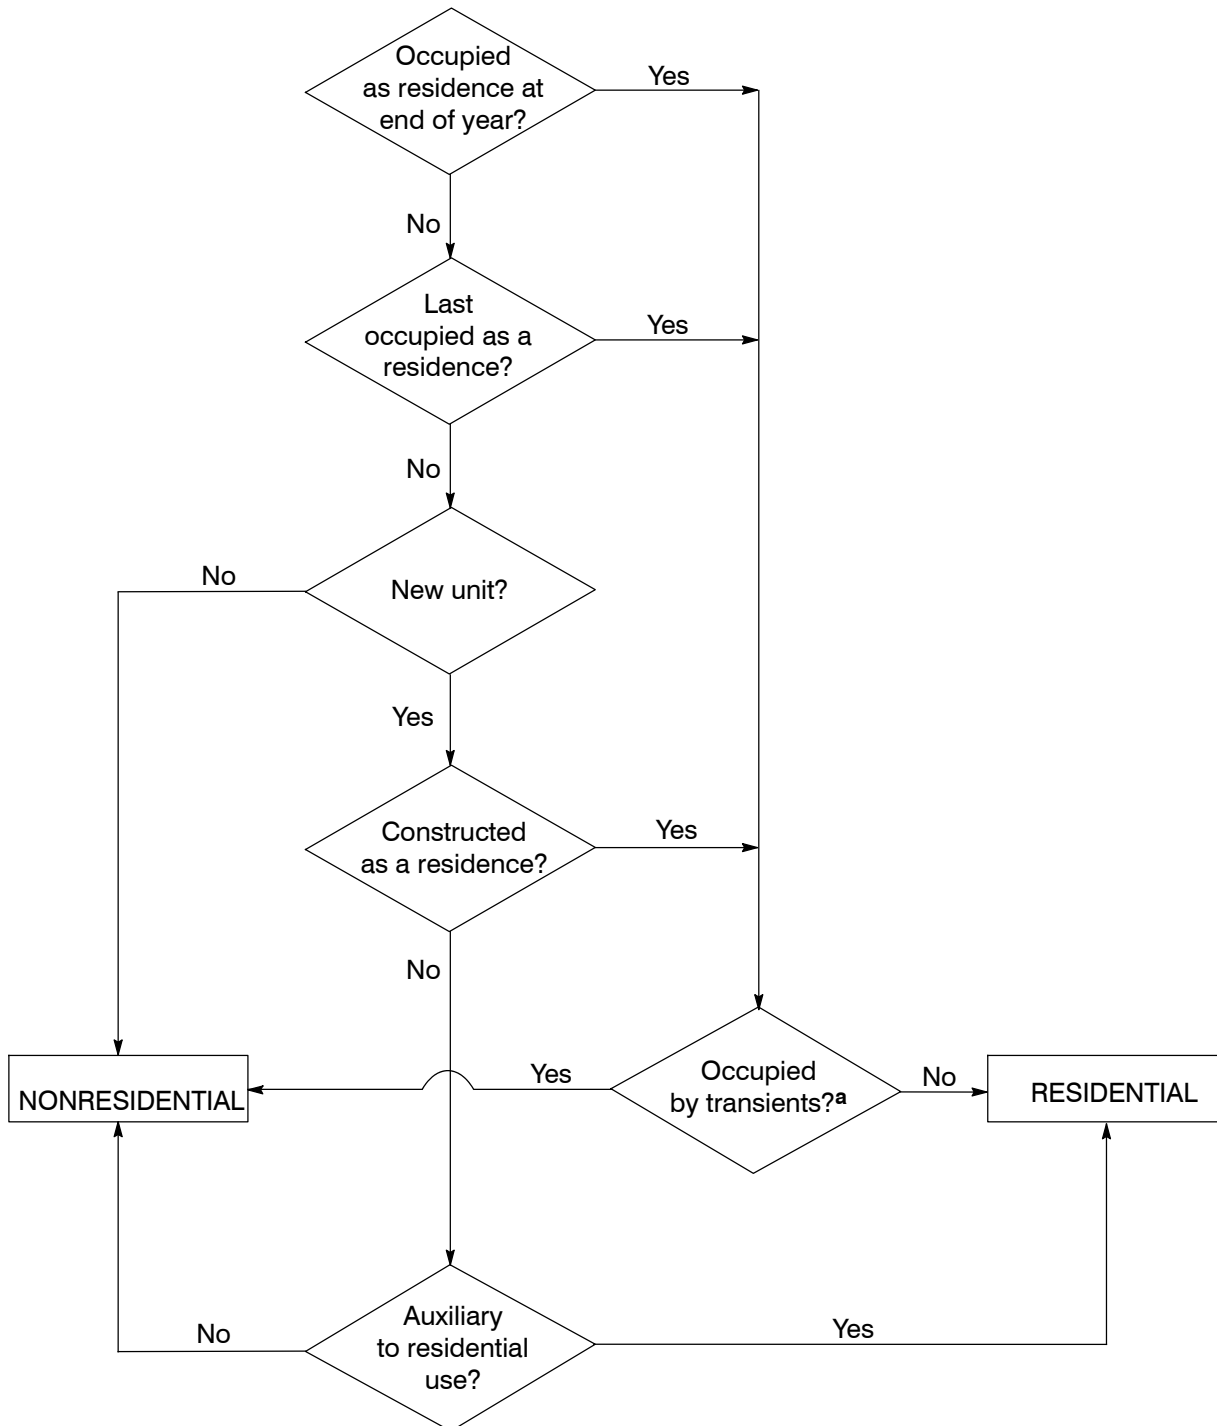 Occupied
as residence at
end of year?
Yes
No
Last
occupied as a
residence?
Yes
No
New unit?
No
Yes
Constructed
as a residence?
Yes
No
Occupied
by transients?a
Yes
No
NONRESIDENTIAL
RESIDENTIAL
Auxiliary
to residential
use?
No
Yes